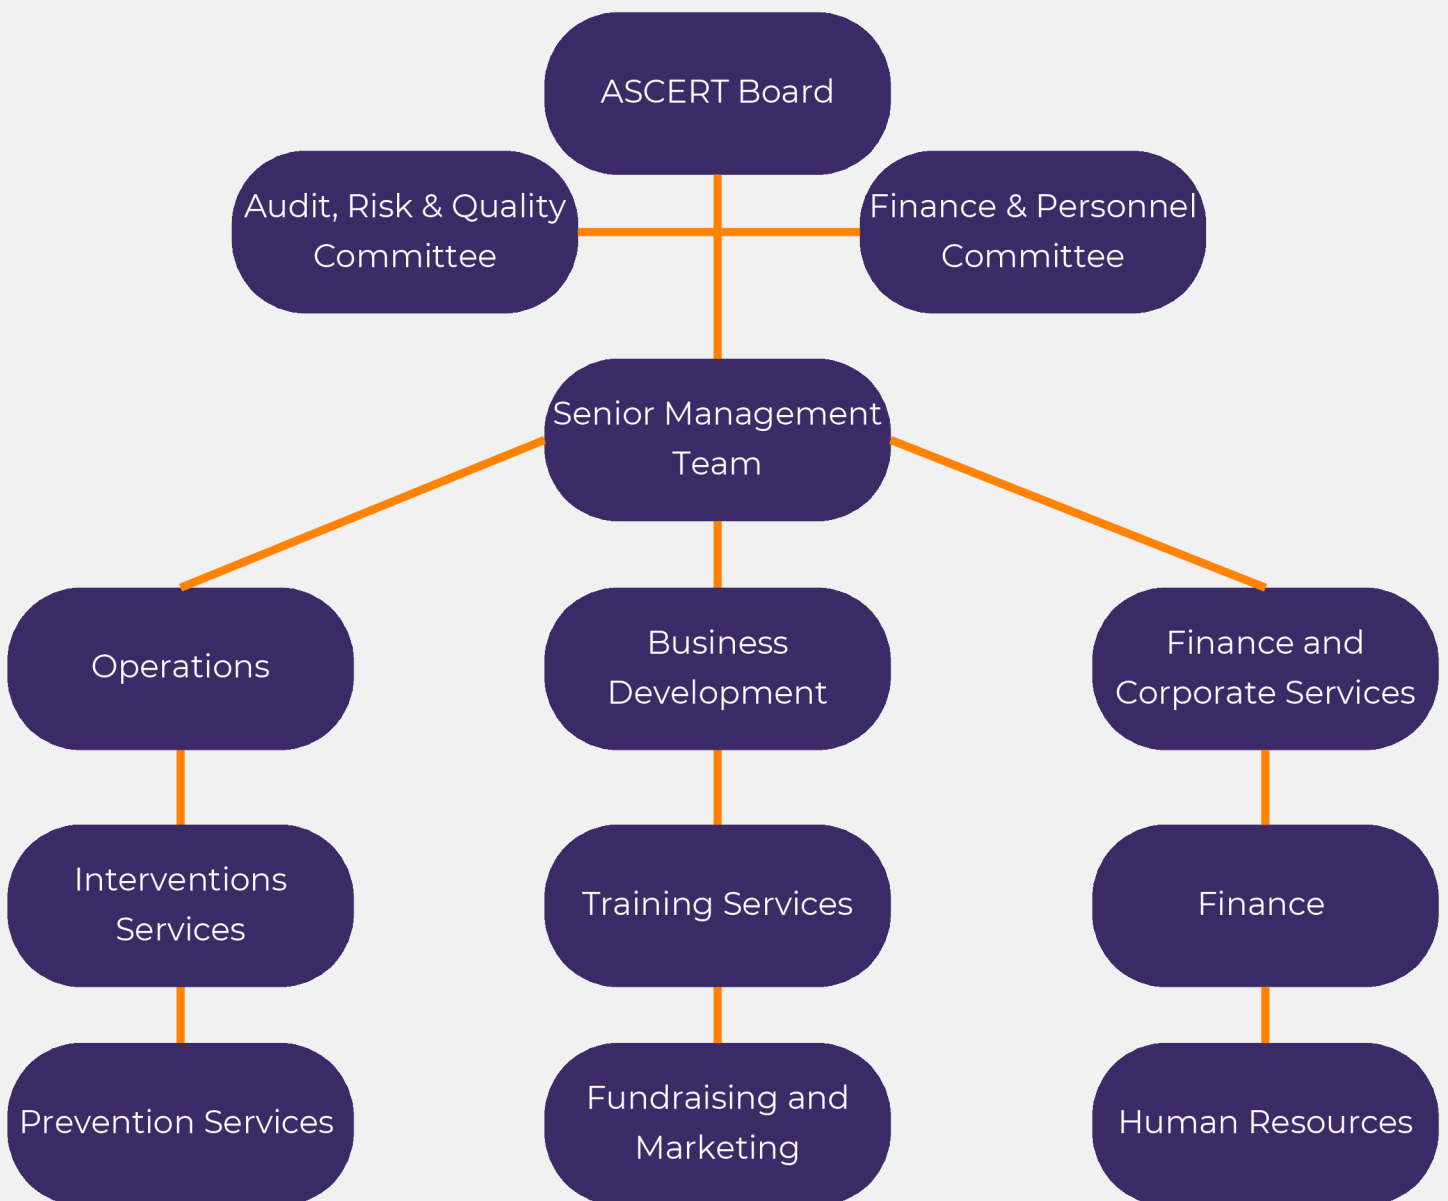 ASCERT Board
Audit, Risk & Quality
Committee
Finance & Personnel
Committee
Senior Management
Team
Operations
Business
Development
Finance and
Corporate Services
Interventions
Services
Training Services
Finance
Prevention Services
Fundraising and
Marketing
Human Resources